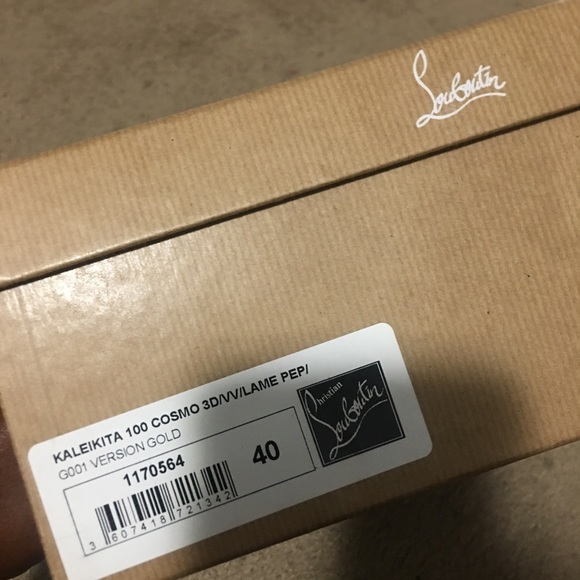 Louboutin
KALEIKITA 100 COSMO 3D/VV/LAME PEP/
G001 VERSION GOLD
1170564
40
3 607418 721342
Christian
Louboutin